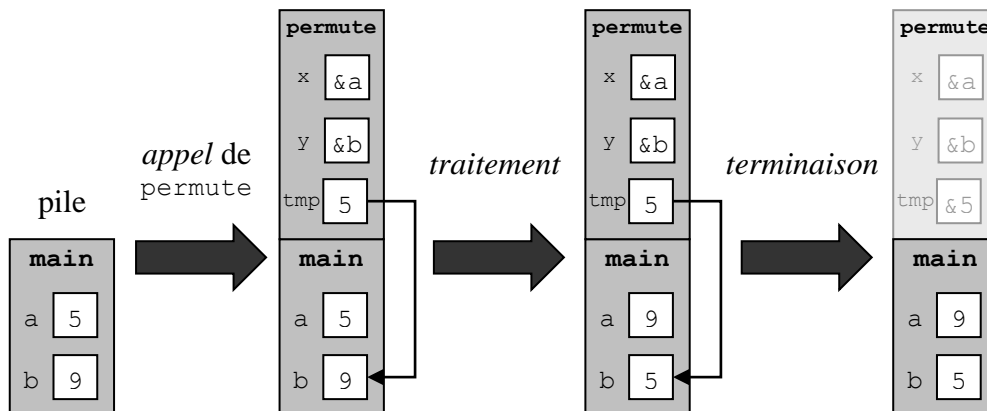 pile
main
a 5
b 9
appel de
permute
permute
x &a
y &b
tmp 5
main
a 5
b 9
traitement
permute
x &a
y &b
tmp 5
main
a 9
b 5
terminaison
permute
x &a
y &b
tmp &5
main
a 9
b 5